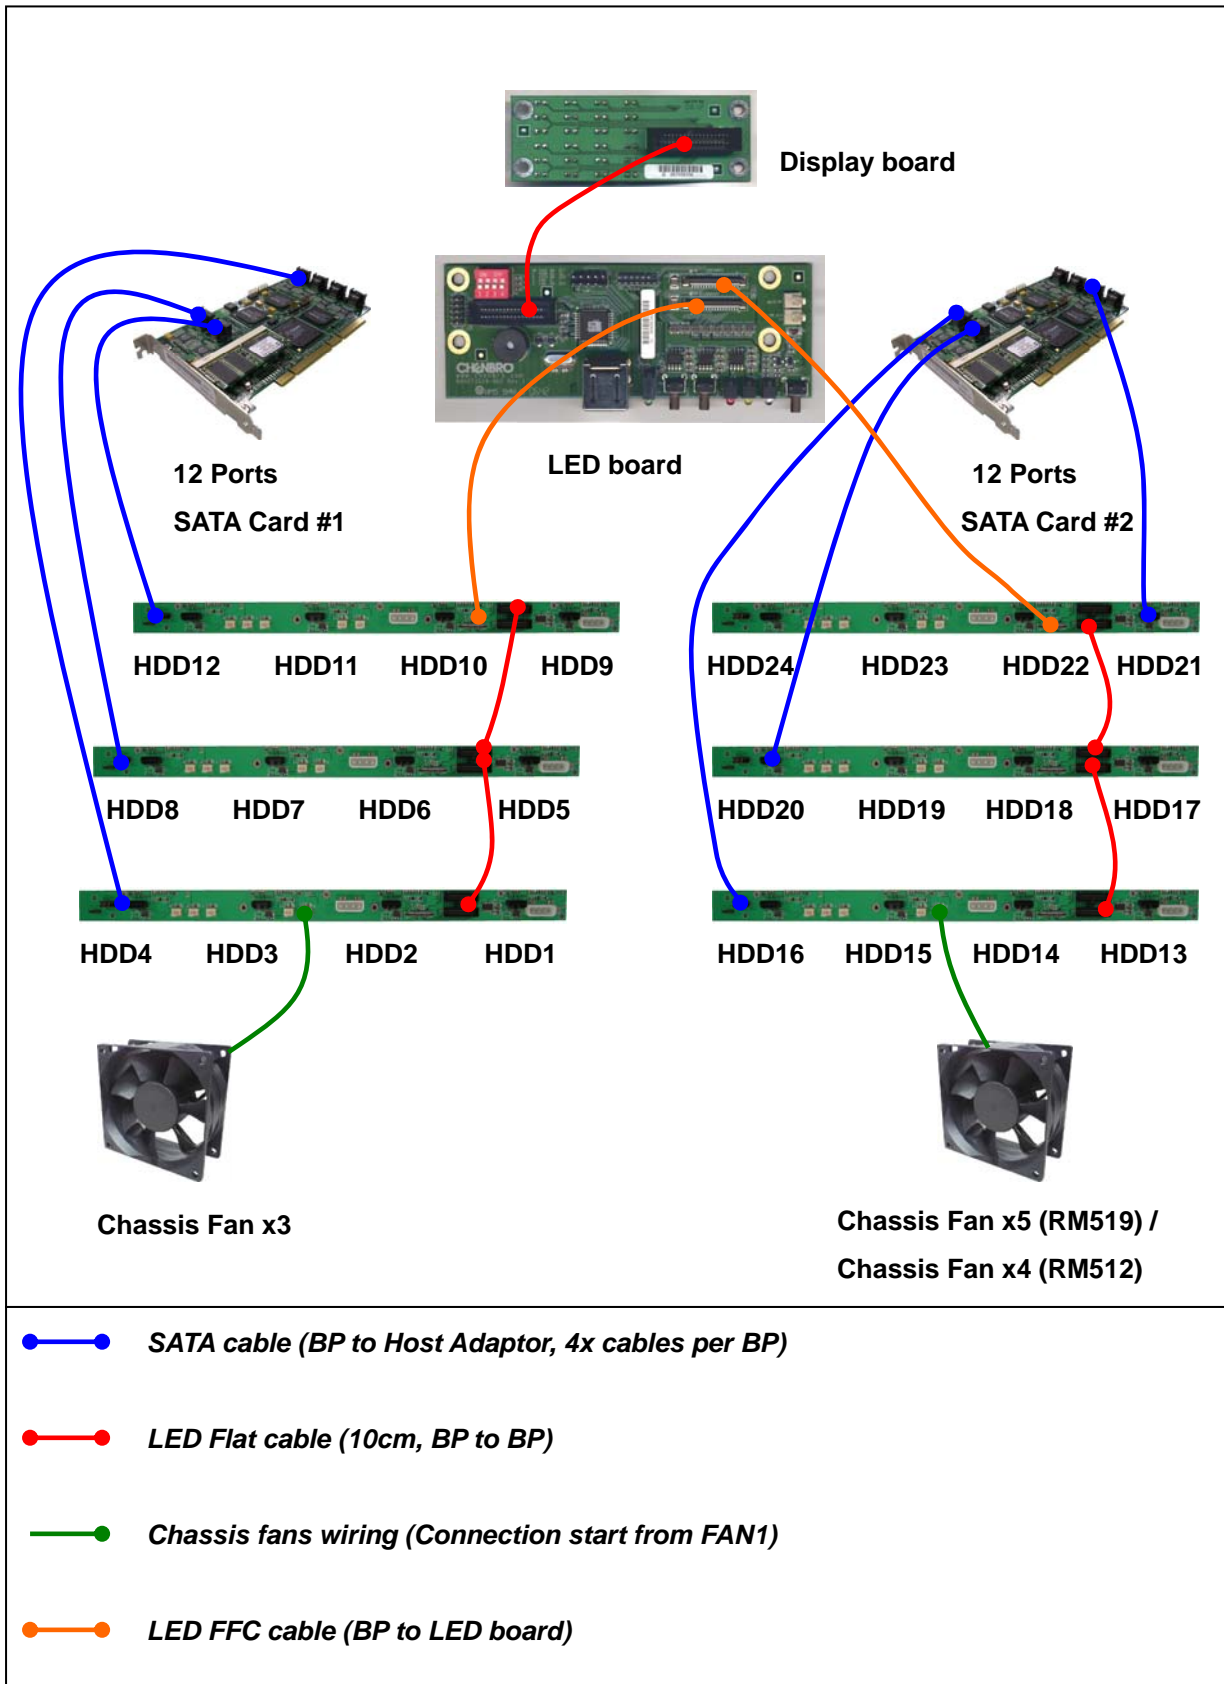 Display board
CHENBRO
LED board
12 Ports
SATA Card #1
12 Ports
SATA Card #2
HDD12 HDD11 HDD10 HDD9
HDD24 HDD23 HDD22 HDD21
HDD8 HDD7 HDD6 HDD5
HDD20 HDD19 HDD18 HDD17
HDD4 HDD3 HDD2 HDD1
HDD16 HDD15 HDD14 HDD13
Chassis Fan x3
Chassis Fan x5 (RM519) /
Chassis Fan x4 (RM512)
SATA cable (BP to Host Adaptor, 4x cables per BP)
LED Flat cable (10cm, BP to BP)
Chassis fans wiring (Connection start from FAN1)
LED FFC cable (BP to LED board)